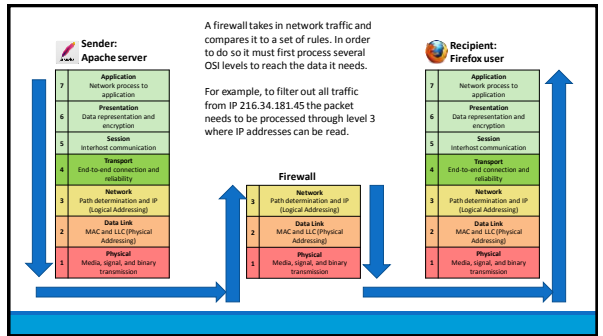 Sender:
Apache server
A firewall takes in network traffic and
compares it to a set of rules. In order
to do so it must first process several
OSI levels to reach the data it needs.
For example, to filter out all traffic
from IP 216.34.181.45 the packet
needs to be processed through level 3
where IP addresses can be read.
Recipient:
Firefox user
7
Application
Network process to
application
6
Presentation
Data representation and
encryption
5
Session
Interhost communication
4
Transport
End-to-end connection and
reliability
3
Network
Path determination and IP
(Logical Addressing)
2
Data Link
MAC and LLC (Physical
Addressing)
1
Physical
Media, signal, and binary
transmission
Firewall
3
Network
Path determination and IP
(Logical Addressing)
2
Data Link
MAC and LLC (Physical
Addressing)
1
Physical
Media, signal, and binary
transmission
7
Application
Network process to
application
6
Presentation
Data representation and
encryption
5
Session
Interhost communication
4
Transport
End-to-end connection and
reliability
3
Network
Path determination and IP
(Logical Addressing)
2
Data Link
MAC and LLC (Physical
Addressing)
1
Physical
Media, signal, and binary
transmission